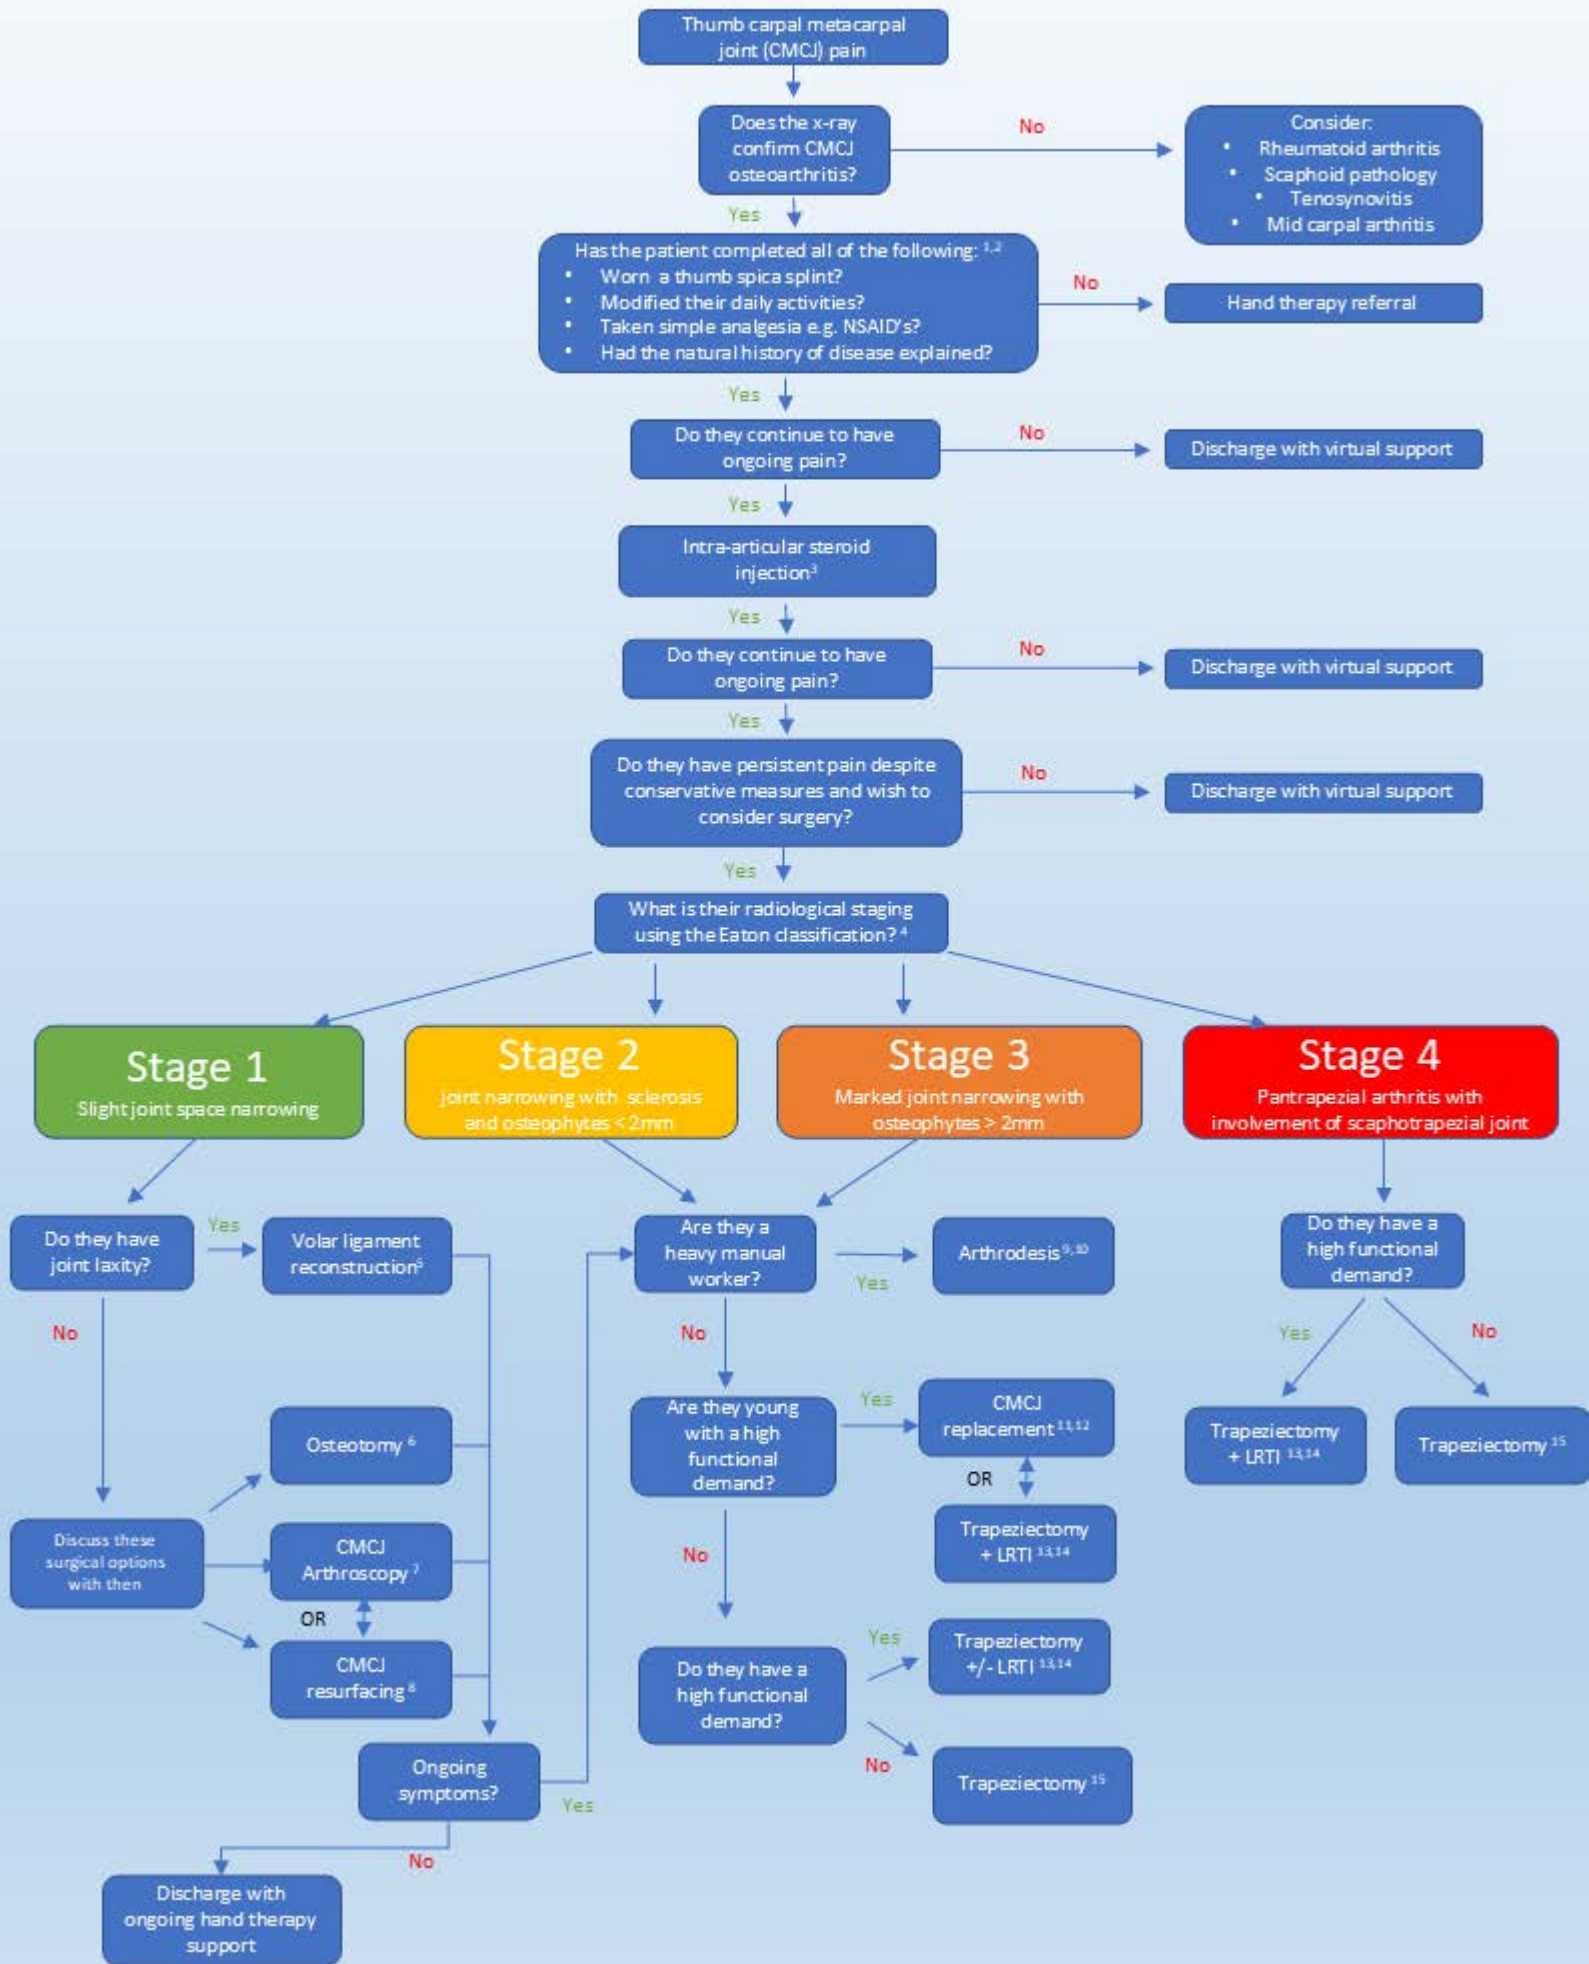 Thumb carpal metacarpal
joint (CMCJ) pain
Does the x-ray
confirm CMCJ
osteoarthritis?
No
Consider:
• Rheumatoid arthritis
• Scaphoid pathology
• Tenosynovitis
• Mid carpal arthritis
Yes
Has the patient completed all of the following: 1,2
• Worn a thumb spica splint?
• Modified their daily activities?
• Taken simple analgesia e.g. NSAID's?
• Had the natural history of disease explained?
No
Hand therapy referral
Yes
Do they continue to have
ongoing pain?
No
Discharge with virtual support
Yes
Intra-articular steroid
injection3
Yes
Do they continue to have
ongoing pain?
No
Discharge with virtual support
Yes
Do they have persistent pain despite
conservative measures and wish to
consider surgery?
No
Discharge with virtual support
Yes
What is their radiological staging
using the Eaton classification? 4
Stage 1
Slight joint space narrowing
Stage 2
joint narrowing with sclerosis
and osteophytes < 2mm
Stage 3
Marked joint narrowing with
osteophytes > 2mm
Stage 4
Pantrapezial arthritis with
involvement of scaphotrapezial joint
Do they have
joint laxity?
Yes
Volar ligament
reconstruction5
No
Osteotomy 6
Discuss these
surgical options
with then
CMCJ
Arthroscopy 7
OR
CMCJ
resurfacing 8
Ongoing
symptoms?
Yes
No
Discharge with
ongoing hand therapy
support
Are they a
heavy manual
worker?
Yes
Arthrodesis 9,10
No
Are they young
with a high
functional
demand?
Yes
CMCJ
replacement 11,12
OR
Trapeziectomy
+ LRTI 13,14
No
Do they have a
high functional
demand?
Yes
Trapeziectomy
+/- LRTI 13,14
No
Trapeziectomy 15
Do they have a
high functional
demand?
Yes
No
Trapeziectomy
+ LRTI 13,14
Trapeziectomy 15